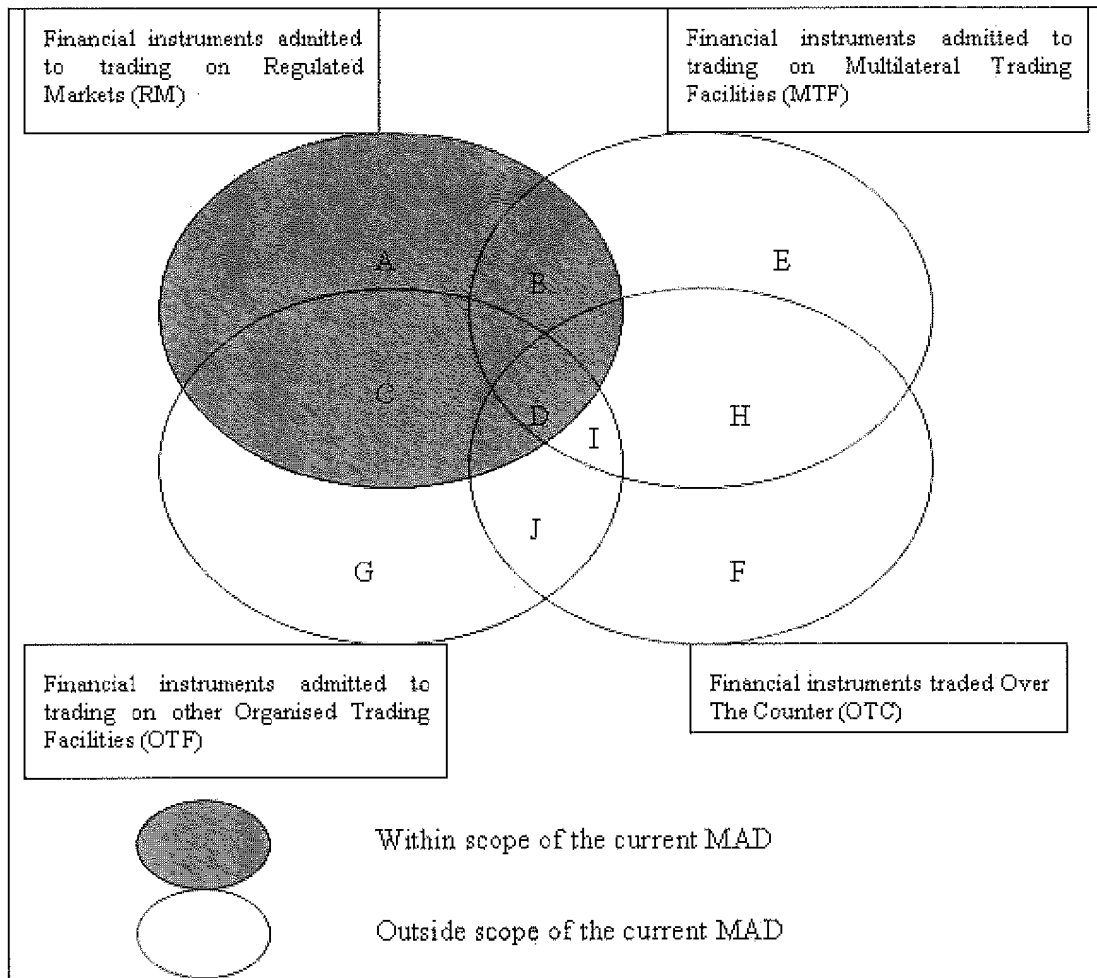 Financial instruments admitted
to trading on Regulated
Markets (RM)
Financial instruments admitted to
trading on Multilateral Trading
Facilities (MTF)
A
B
E
C
D
I
H
J
G
F
Financial instruments admitted to
trading on other Organised Trading
Facilities (OTF)
Financial instruments traded Over
The Counter (OTC)
Within scope of the current MAD
Outside scope of the current MAD